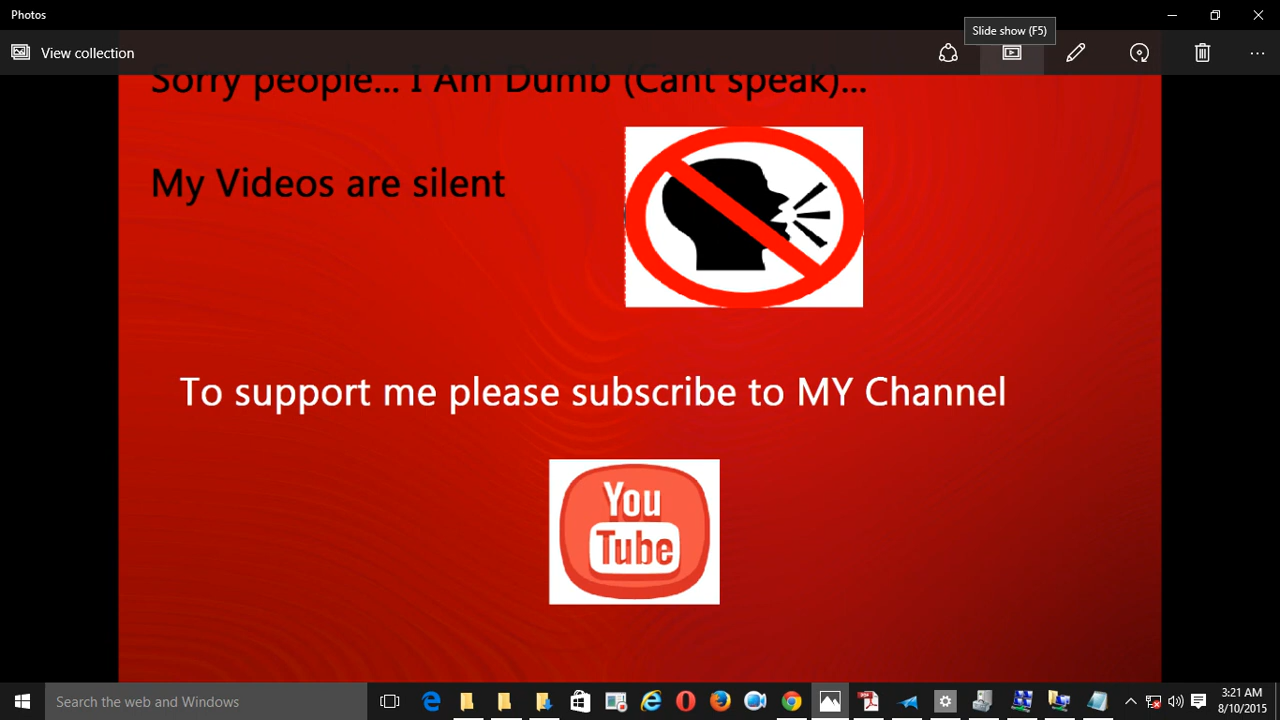 Photos
Slide show (F5)
View collection
Sorry people... I Am Dumb (Cant speak)...
My Videos are silent
To support me please subscribe to MY Channel
You
Tube
Search the web and Windows
3:21 AM
8/10/2015